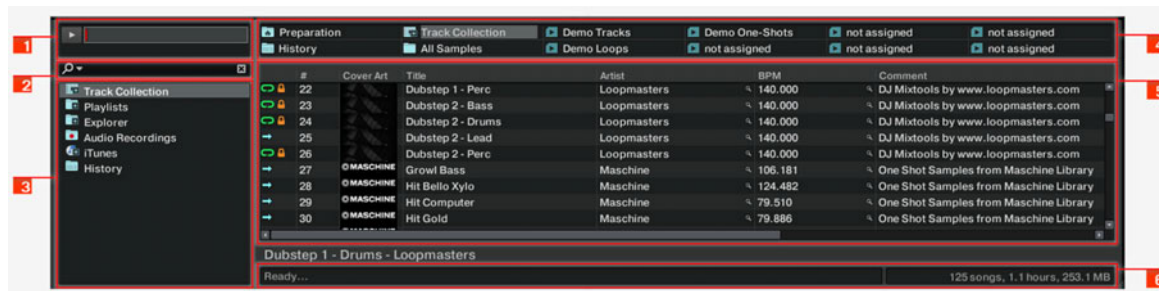 1
Preparation Track Collection Demo Tracks Demo One-Shots not assigned not assigned
History All Samples Demo Loops not assigned not assigned not assigned
4
2
# Cover Art Title Artist BPM Comment
5
Track Collection
Playlists
Explorer
Audio Recordings
iTunes
History
3
22 Dubstep 1 - Perc Loopmasters 140.000 DJ Mixtools by www.loopmasters.com
23 Dubstep 2 - Bass Loopmasters 140.000 DJ Mixtools by www.loopmasters.com
24 Dubstep 2 - Drums Loopmasters 140.000 DJ Mixtools by www.loopmasters.com
25 Dubstep 2 - Lead Loopmasters 140.000 DJ Mixtools by www.loopmasters.com
26 Dubstep 2 - Perc Loopmasters 140.000 DJ Mixtools by www.loopmasters.com
27 MASCHINE Growl Bass Maschine 106.181 One Shot Samples from Maschine Library
28 MASCHINE Hit Bello Xylo Maschine 124.482 One Shot Samples from Maschine Library
29 MASCHINE Hit Computer Maschine 79.510 One Shot Samples from Maschine Library
30 MASCHINE Hit Gold Maschine 79.886 One Shot Samples from Maschine Library
Dubstep 1 - Drums - Loopmasters
Ready... 125 songs, 1.1 hours, 253.1 MB
6